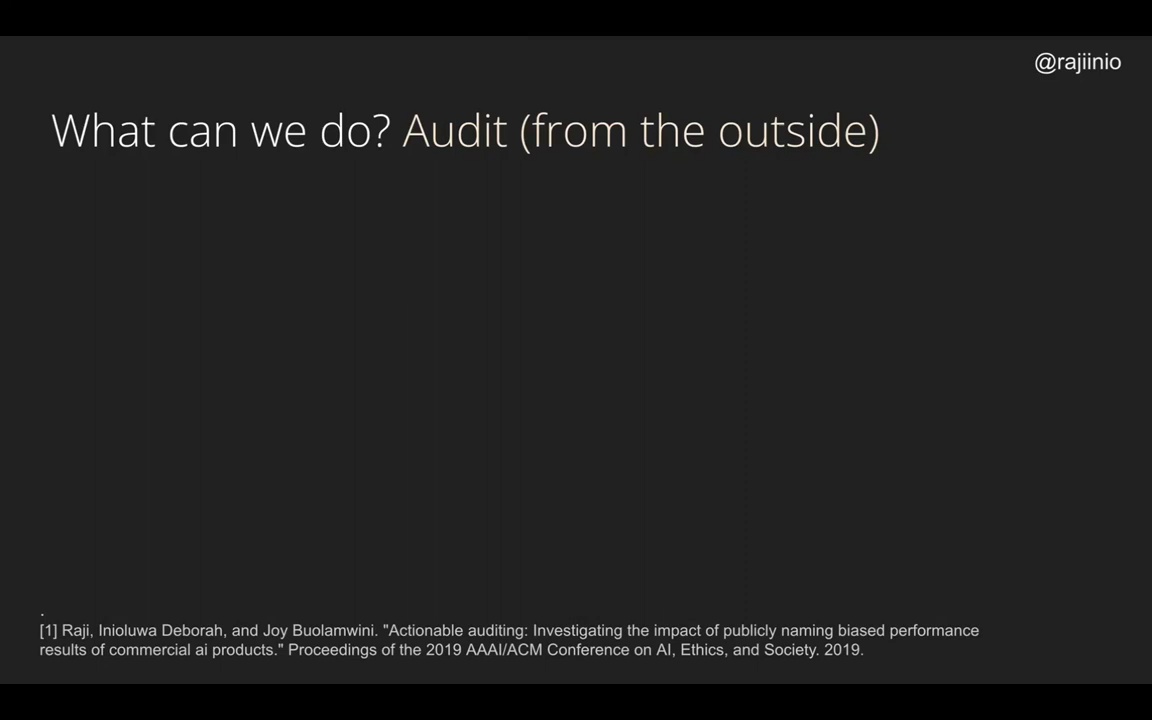 @rajiinio
What can we do? Audit (from the outside)
.
[1] Raji, Inioluwa Deborah, and Joy Buolamwini. "Actionable auditing: Investigating the impact of publicly naming biased performance
results of commercial ai products." Proceedings of the 2019 AAAI/ACM Conference on AI, Ethics, and Society. 2019.